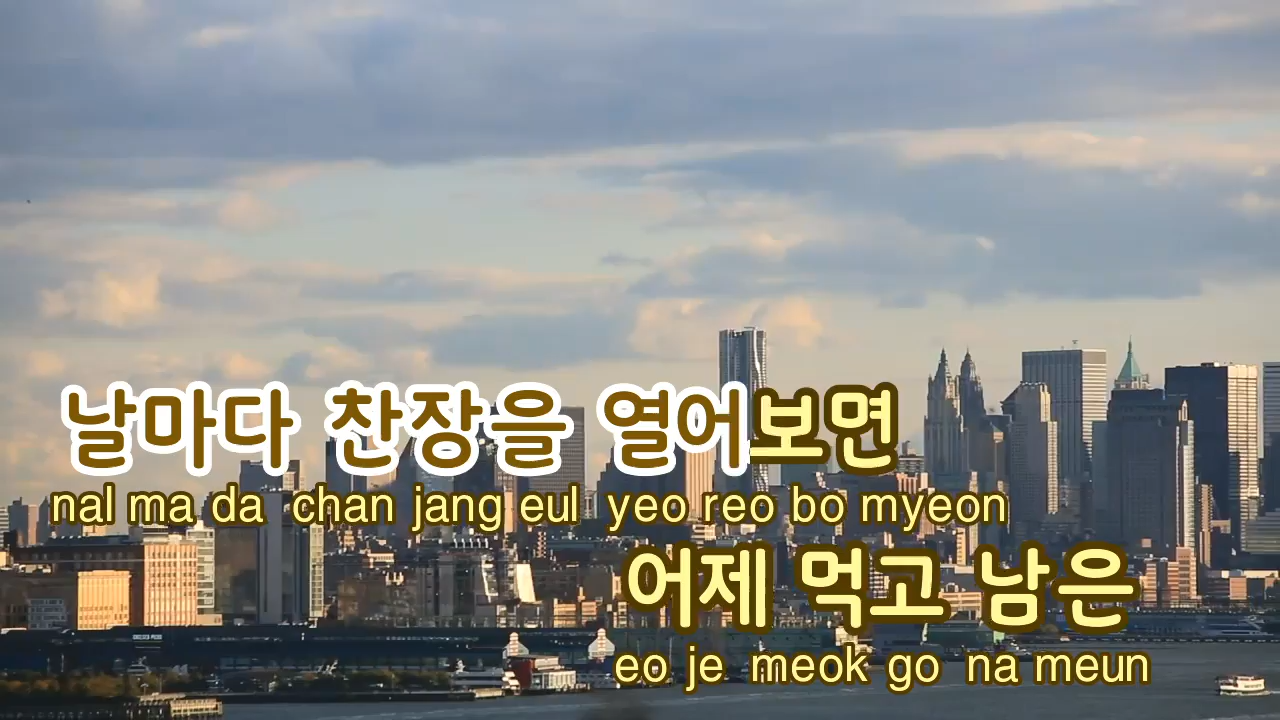 날마다 찬장을 열어보면
nal ma da chan jang eul yeo reo bo myeon
어제 먹고 남은
eo je meok go na meun